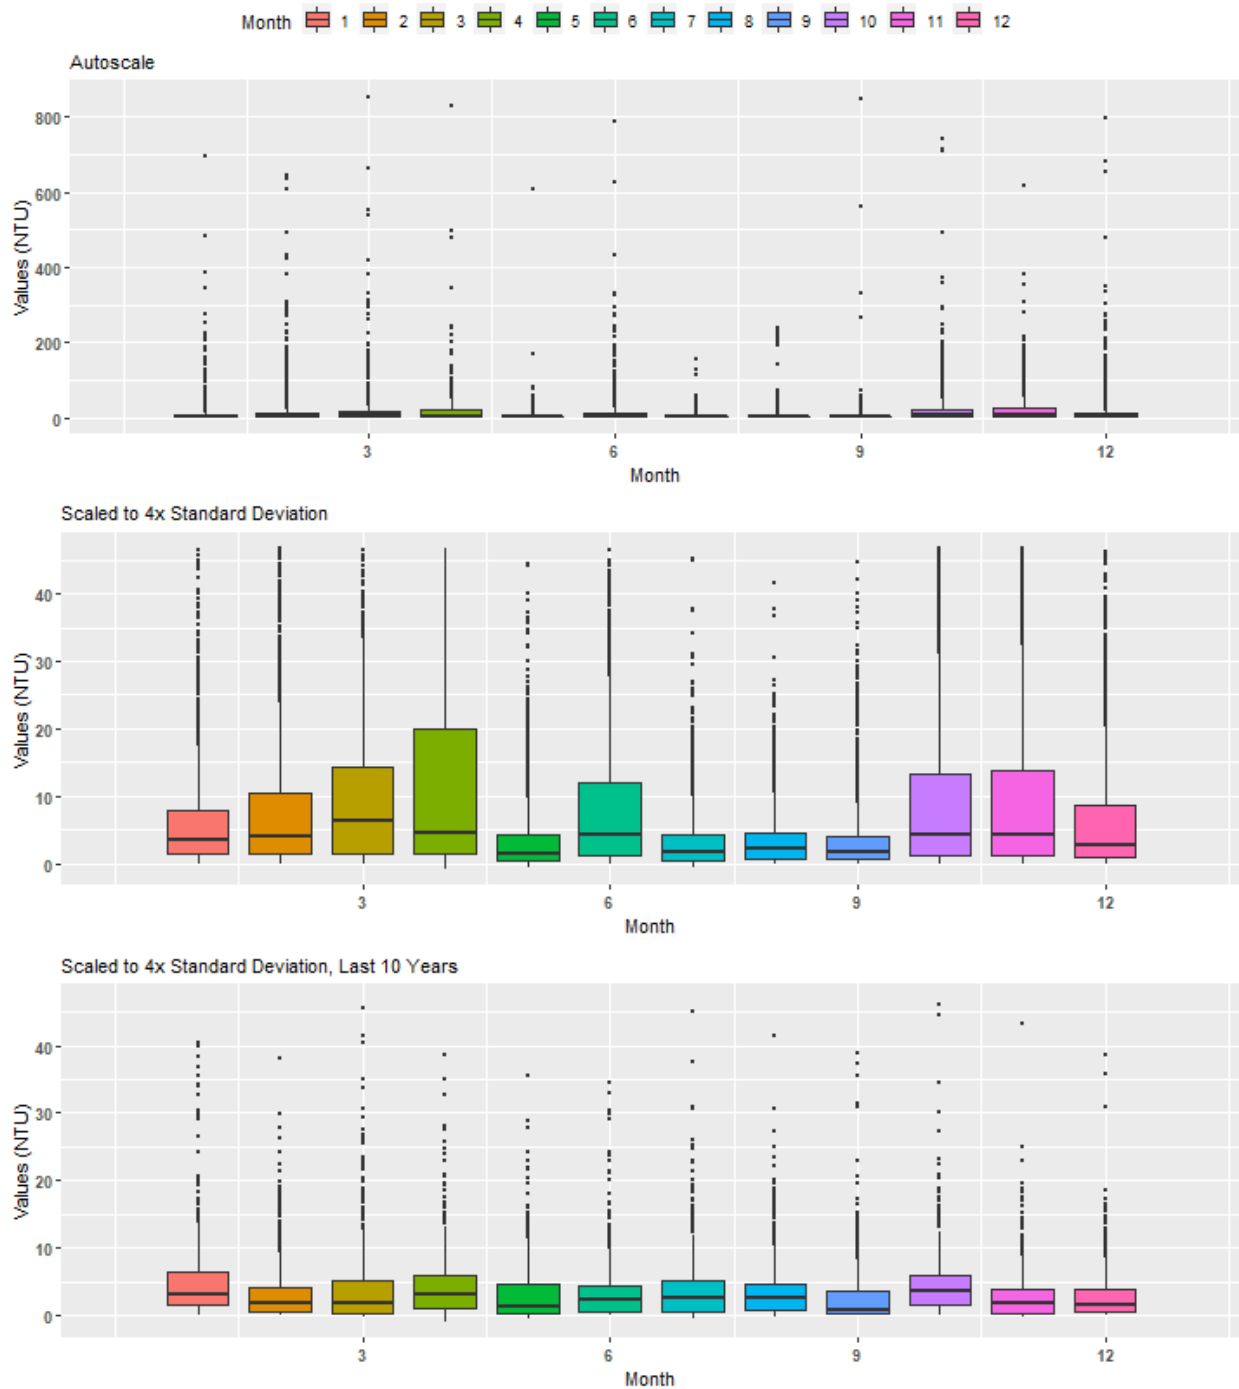 Month 1 2 3 4 5 6 7 8 9 10 11 12
Autoscale
Values (NTU)
800
600
400
200
0
3 6 9 12
Month
Scaled to 4x Standard Deviation
Values (NTU)
40
30
20
10
0
3 6 9 12
Month
Scaled to 4x Standard Deviation, Last 10 Years
Values (NTU)
40
30
20
10
0
3 6 9 12
Month